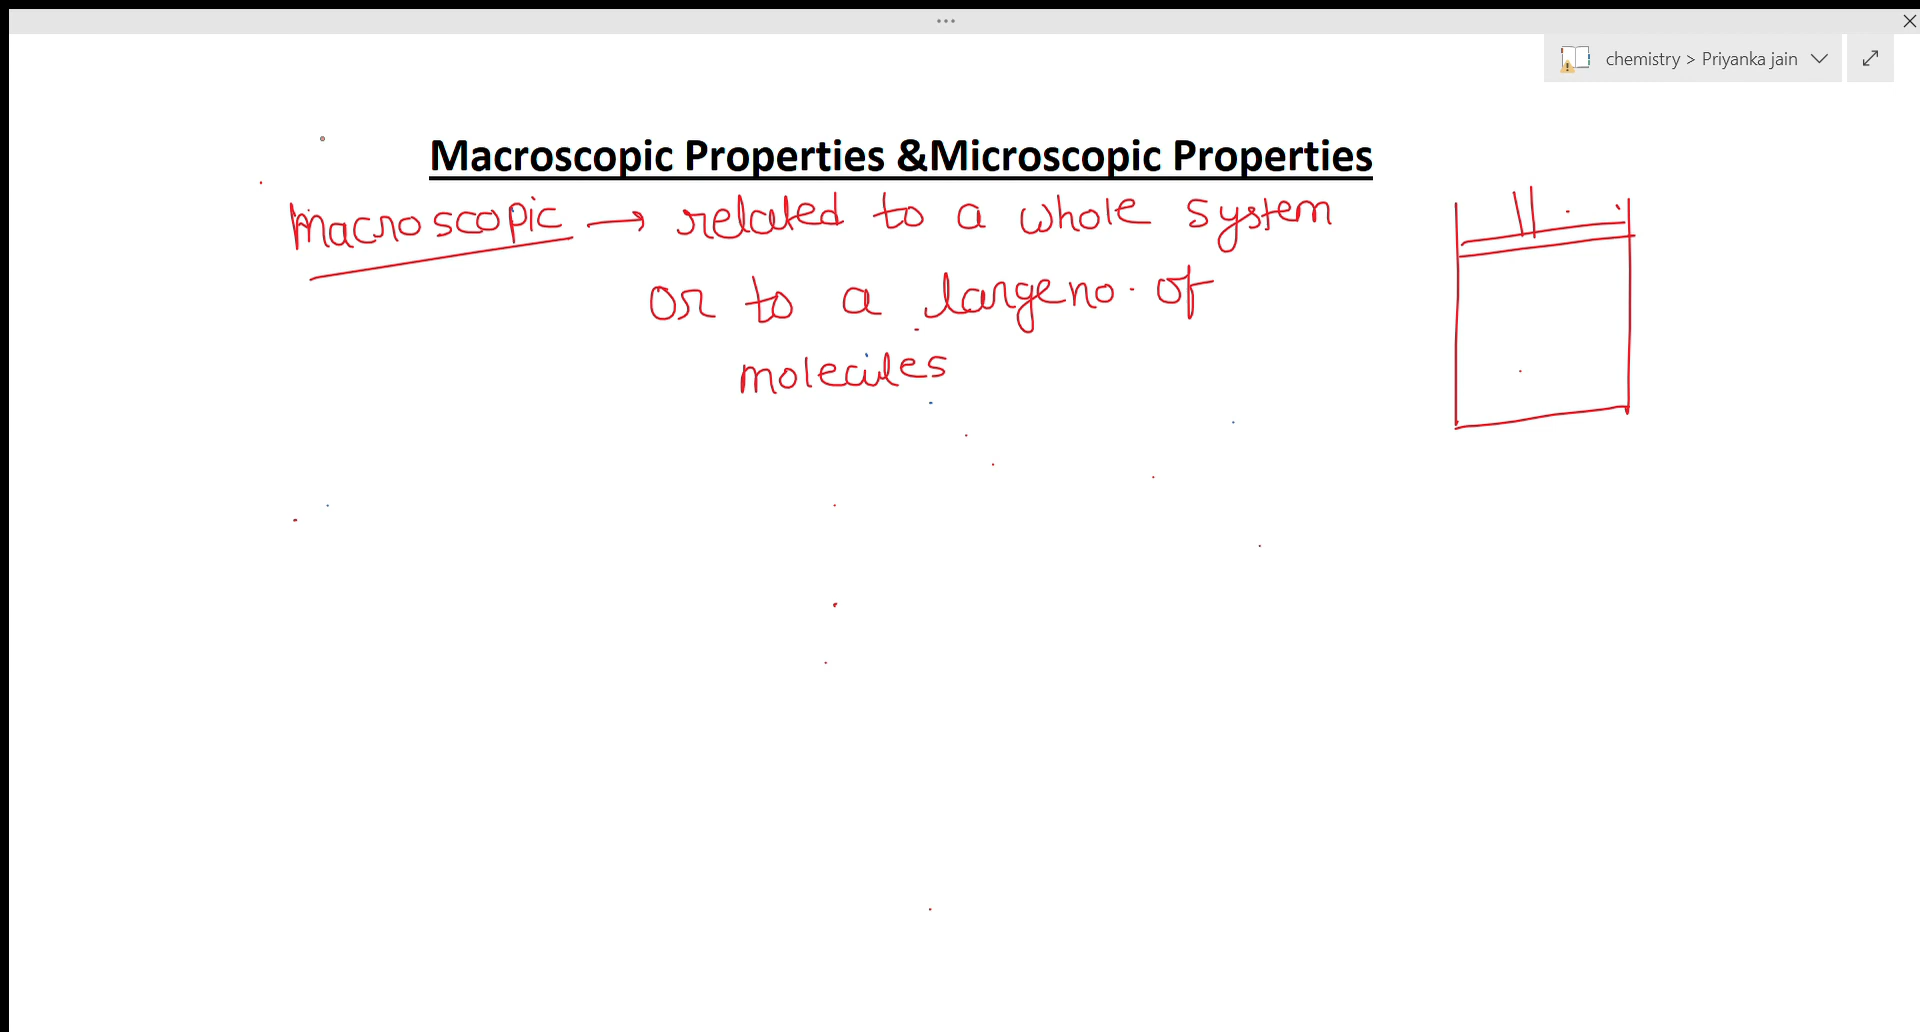 chemistry > Priyanka jain
Macroscopic Properties &Microscopic Properties
Macroscopic → related to a whole system
or to a large no. of
molecules